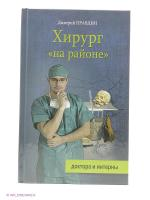 Дмитрий ПРАВДИН
Хирург
«на районе»
доктора и интерны